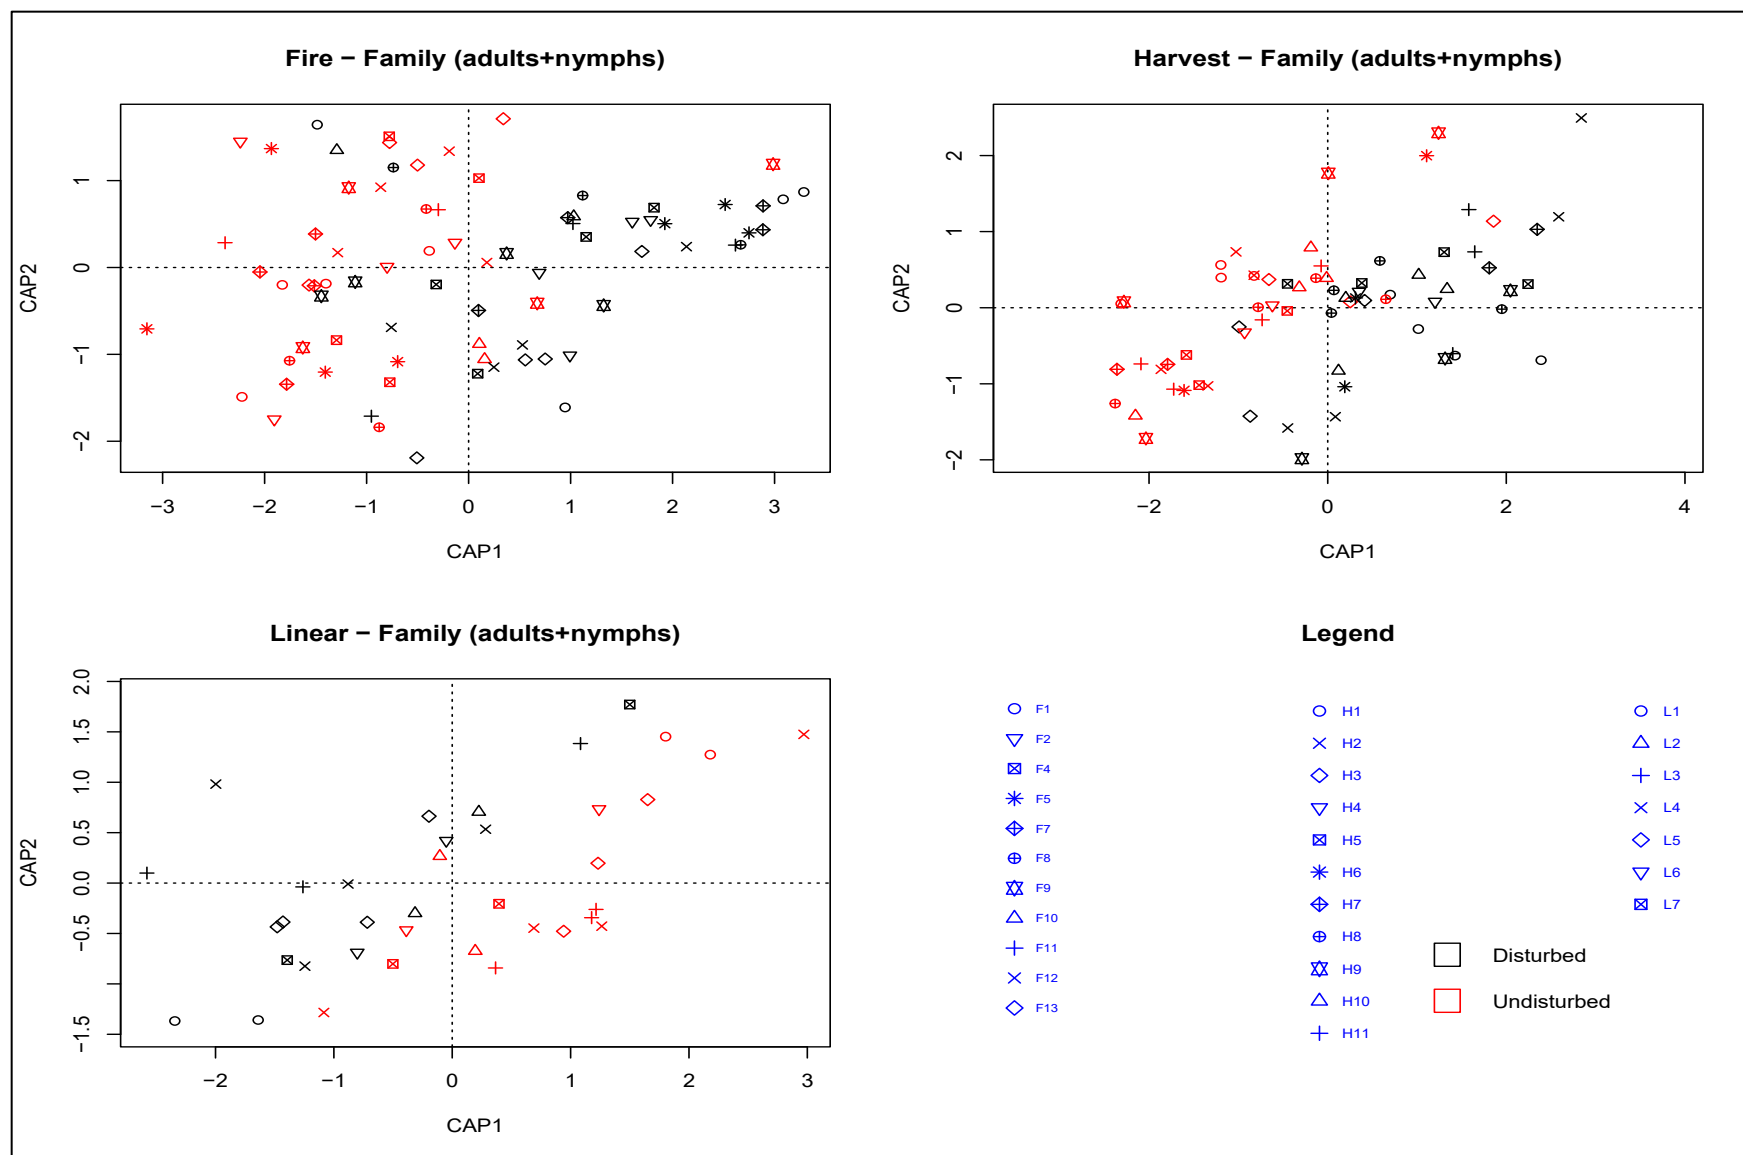 Fire − Family (adults+nymphs)
CAP2
1
0
−1
−2
−3 −2 −1 0 1 2 3
CAP1
Harvest − Family (adults+nymphs)
CAP2
2
1
0
−1
−2
−2 0 2 4
CAP1
Linear − Family (adults+nymphs)
CAP2
2.0
1.5
1.0
0.5
0.0
−0.5
−1.5
−2 −1 0 1 2 3
CAP1
Legend
F1
F2
F4
F5
F7
F8
F9
F10
F11
F12
F13
H1
H2
H3
H4
H5
H6
H7
H8
H9
H10
H11
L1
L2
L3
L4
L5
L6
L7
Disturbed
Undisturbed